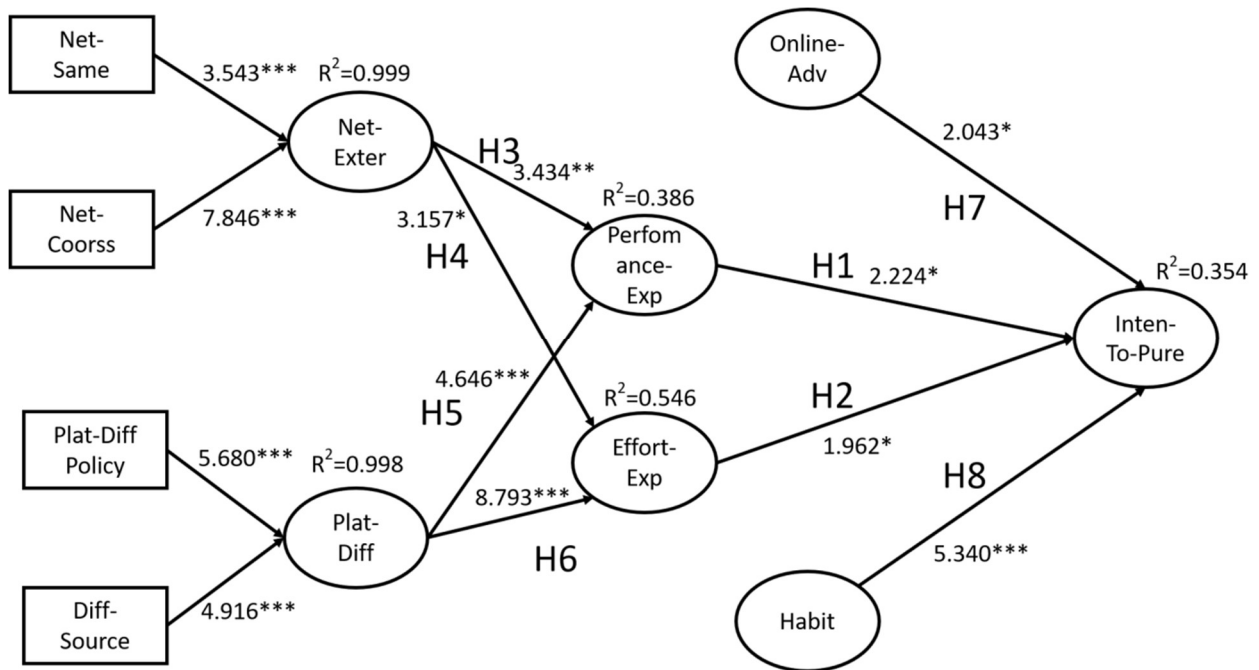 Net-
Same
3.543***
R²=0.999
Net-
Exter
Net-
Coorss
7.846***
H3
3.434**
3.157*
H4
R²=0.386
Perfom
ance-
Exp
Online-
Adv
2.043*
H7
H1
2.224*
R²=0.354
Inten-
To-Pure
4.646***
H5
R²=0.546
Effort-
Exp
H2
1.962*
Plat-Diff
Policy
5.680***
R²=0.998
Plat-
Diff
8.793***
H6
H8
5.340***
Diff-
Source
4.916***
Habit